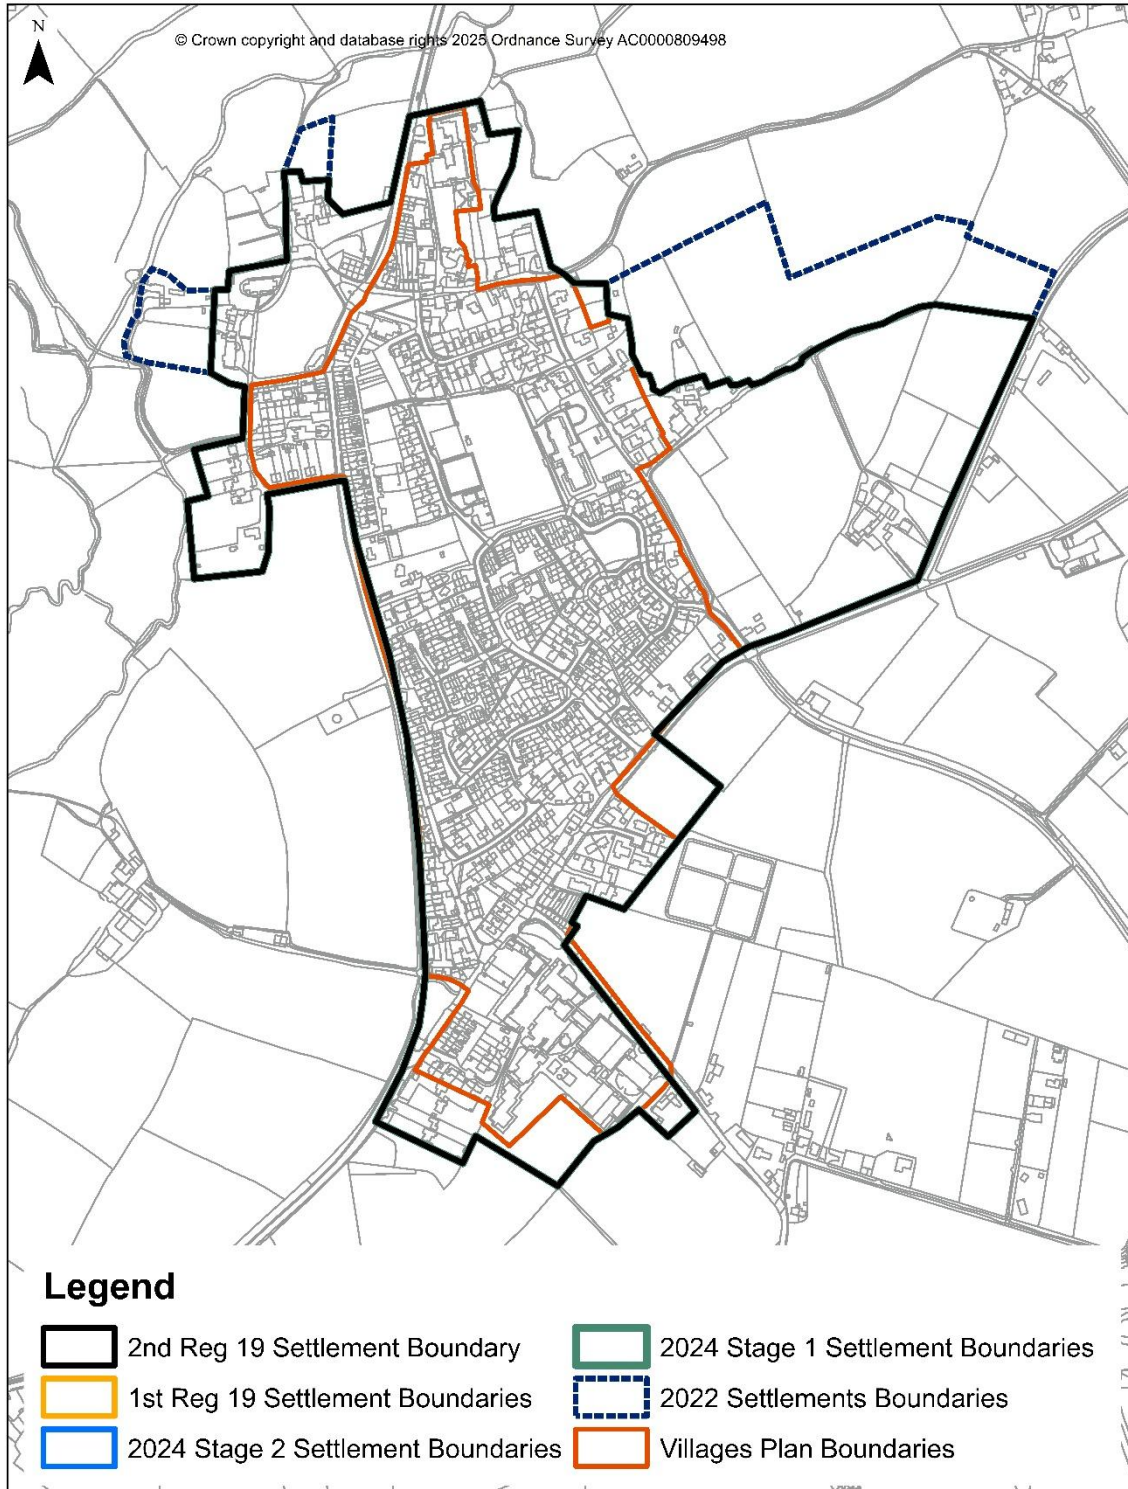 N
© Crown copyright and database rights 2025 Ordnance Survey AC0000809498
Legend
2nd Reg 19 Settlement Boundary
1st Reg 19 Settlement Boundaries
2024 Stage 2 Settlement Boundaries
2024 Stage 1 Settlement Boundaries
2022 Settlements Boundaries
Villages Plan Boundaries